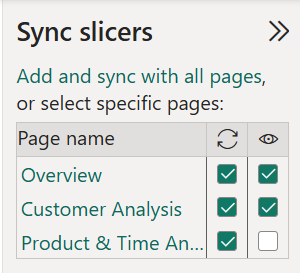 Sync slicers
Add and sync with all pages,
or select specific pages:
Page name
Overview
Customer Analysis
Product & Time An...